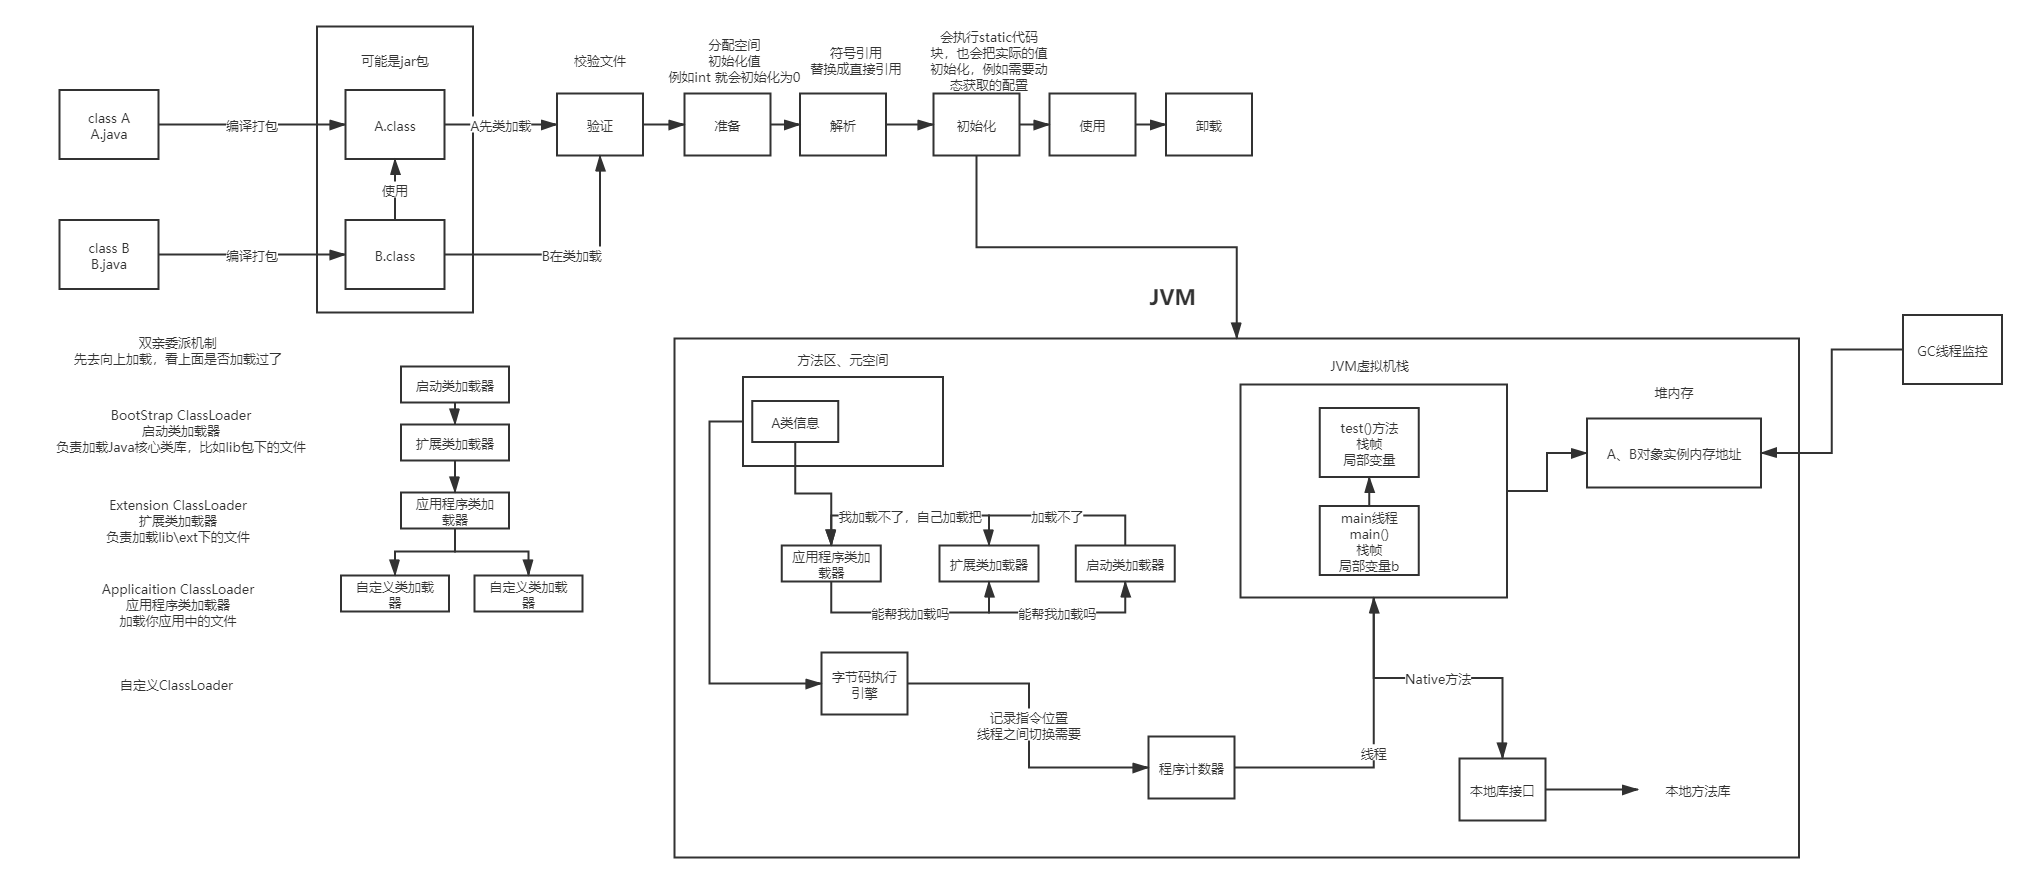 可能是jar包
class A
A.java
编译打包
A.class
A先类加载
使用
class B
B.java
编译打包
B.class
B在类加载
校验文件
验证
分配空间
初始化值
例如int 就会初始化为0
准备
符号引用
替换成直接引用
解析
会执行static代码
块，也会把实际的值
初始化，例如需要动
态获取的配置
初始化
使用
卸载
双亲委派机制
先去向上加载，看上面是否加载过了
BootStrap ClassLoader
启动类加载器
负责加载Java核心类库，比如lib包下的文件
Extension ClassLoader
扩展类加载器
负责加载lib\ext下的文件
Applicaition ClassLoader
应用程序类加载器
加载你应用中的文件
自定义ClassLoader
启动类加载器
扩展类加载器
应用程序类加
载器
自定义类加载
器
自定义类加载
器
JVM
方法区、元空间
A类信息
我加载不了，自己加载把
加载不了
应用程序类加
载器
扩展类加载器
启动类加载器
能帮我加载吗
能帮我加载吗
字节码执行
引擎
记录指令位置
线程之间切换需要
程序计数器
线程
JVM虚拟机栈
test()方法
栈帧
局部变量
main线程
main()
栈帧
局部变量b
Native方法
本地库接口
本地方法库
堆内存
A、B对象实例内存地址
GC线程监控